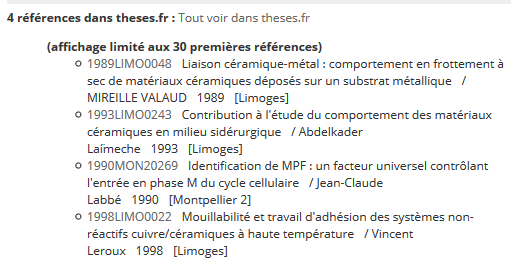 4 références dans theses.fr : Tout voir dans theses.fr
(affichage limité aux 30 premières références)
1989LIMO0048 Liaison céramique-métal : comportement en frottement à
sec de matériaux céramiques déposés sur un substrat métallique /
MIREILLE VALAUD 1989 [Limoges]
1993LIMO0243 Contribution à l'étude du comportement des matériaux
céramiques en milieu sidérurgique / Abdelkader
Laímeche 1993 [Limoges]
1990MON20269 Identification de MPF : un facteur universel contrôlant
l'entrée en phase M du cycle cellulaire / Jean-Claude
Labbé 1990 [Montpellier 2]
1998LIMO0022 Mouillabilité et travail d'adhésion des systèmes non-
réactifs cuivre/céramiques à haute température / Vincent
Leroux 1998 [Limoges]